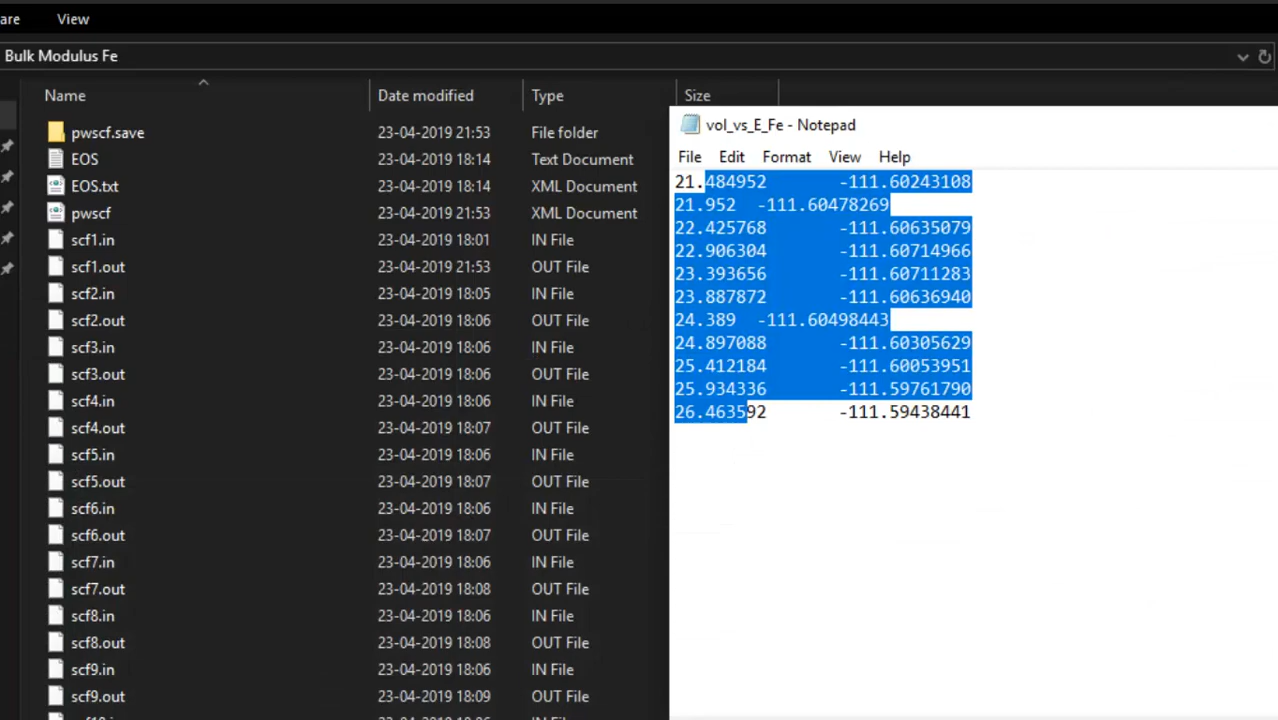 are View
Bulk Modulus Fe
Name Date modified Type Size
pwscf.save 23-04-2019 21:53 File folder
EOS 23-04-2019 18:14 Text Document
EOS.txt 23-04-2019 18:14 XML Document
pwscf 23-04-2019 21:53 XML Document
scf1.in 23-04-2019 18:01 IN File
scf1.out 23-04-2019 21:53 OUT File
scf2.in 23-04-2019 18:05 IN File
scf2.out 23-04-2019 18:06 OUT File
scf3.in 23-04-2019 18:06 IN File
scf3.out 23-04-2019 18:06 OUT File
scf4.in 23-04-2019 18:06 IN File
scf4.out 23-04-2019 18:07 OUT File
scf5.in 23-04-2019 18:06 IN File
scf5.out 23-04-2019 18:07 OUT File
scf6.in 23-04-2019 18:06 IN File
scf6.out 23-04-2019 18:07 OUT File
scf7.in 23-04-2019 18:06 IN File
scf7.out 23-04-2019 18:08 OUT File
scf8.in 23-04-2019 18:06 IN File
scf8.out 23-04-2019 18:08 OUT File
scf9.in 23-04-2019 18:06 IN File
scf9.out 23-04-2019 18:09 OUT File
vol_vs_E_Fe - Notepad
File Edit Format View Help
21.484952 -111.60243108
21.952 -111.60478269
22.425768 -111.60635079
22.906304 -111.60714966
23.393656 -111.60711283
23.887872 -111.60636940
24.389 -111.60498443
24.897088 -111.60305629
25.412184 -111.60053951
25.934336 -111.59761790
26.463592 -111.59438441